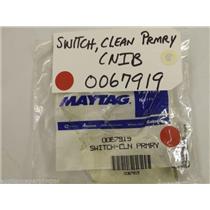 SWITCH, CLEAN PRMRY
CNIB
0067919
MAYTAG
0067919
SWITCH-CLN PRMRY